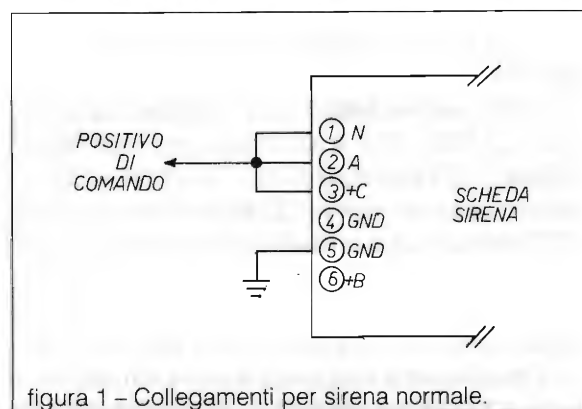 POSITIVO
DI
COMANDO
1 N
2 A
3 +C
4 GND
5 GND
6 +B
SCHEDA
SIRENA
figura 1 – Collegamenti per sirena normale.